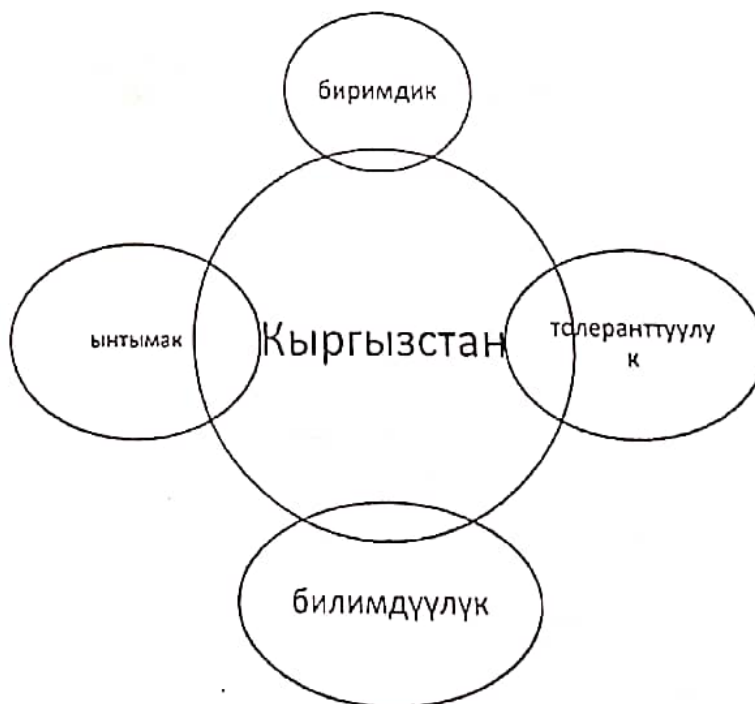 биримдик
ынтымак
Кыргызстан
толеранттуулу
к
билимдүүлүк